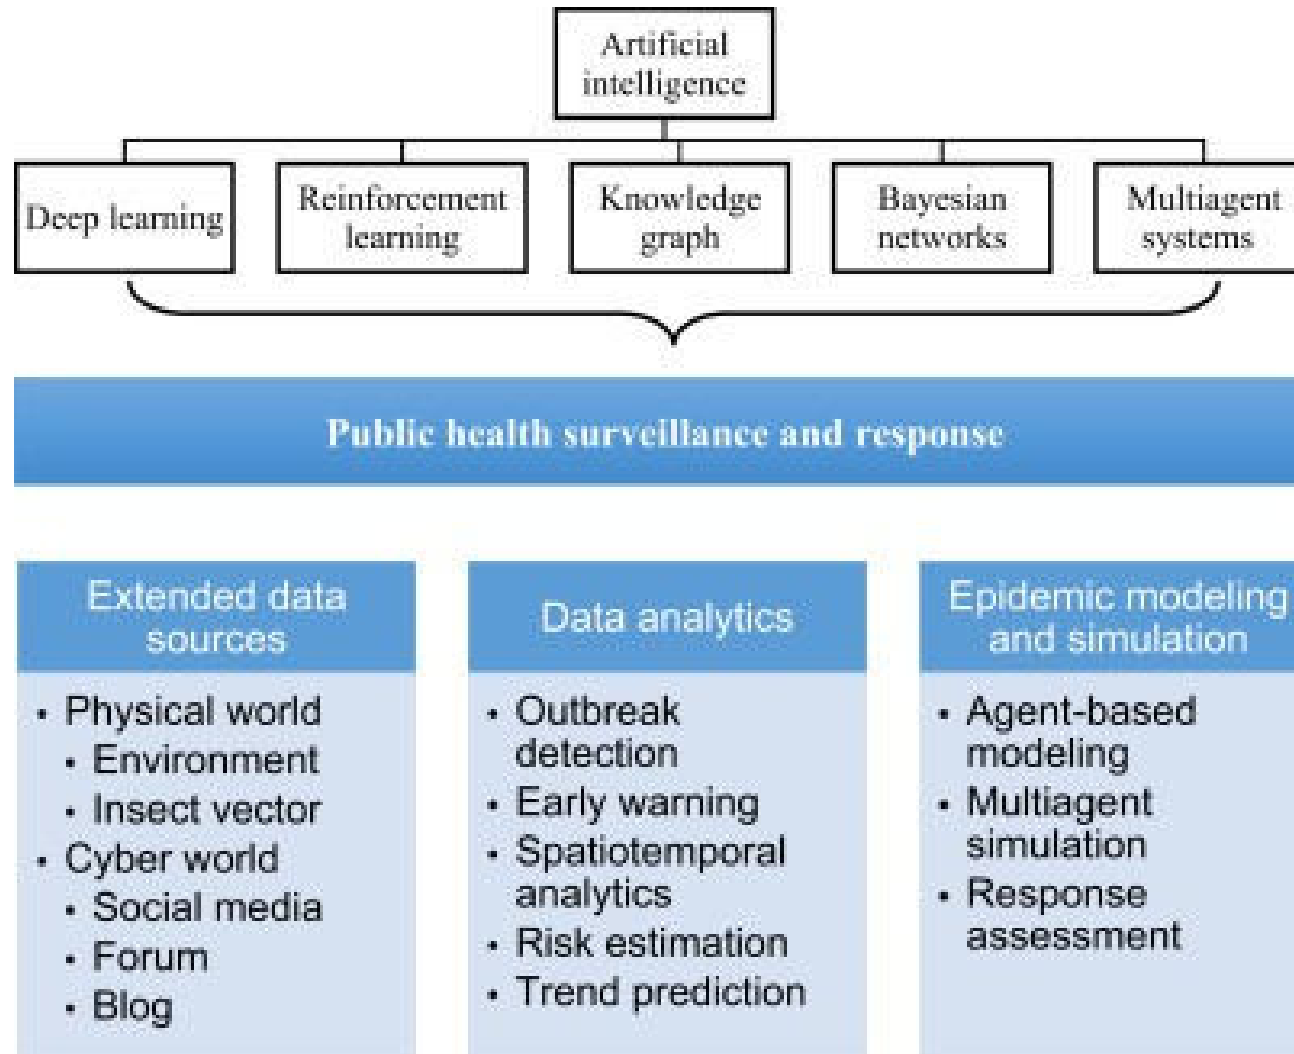 Artificial
intelligence
Deep learning
Reinforcement
learning
Knowledge
graph
Bayesian
networks
Multiagent
systems
Public health surveillance and response
Extended data
sources
• Physical world
• Environment
• Insect vector
• Cyber world
• Social media
• Forum
• Blog
Data analytics
• Outbreak
detection
• Early warning
• Spatiotemporal
analytics
• Risk estimation
• Trend prediction
Epidemic modeling
and simulation
• Agent-based
modeling
• Multiagent
simulation
• Response
assessment